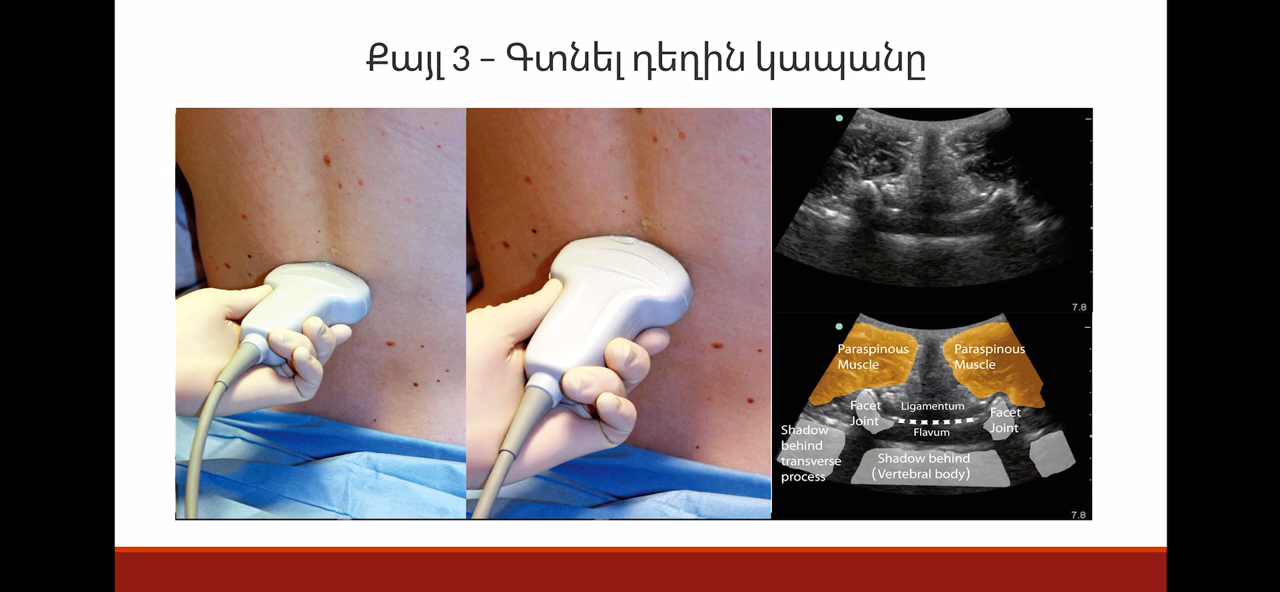 Քայլ 3 – Գտնել դեղին կապանը
7.8
Paraspinous
Muscle
Paraspinous
Muscle
Facet
Joint
Ligamentum
Flavum
Facet
Joint
Shadow
behind
transverse
process
Shadow behind
(Vertebral body)
7.8